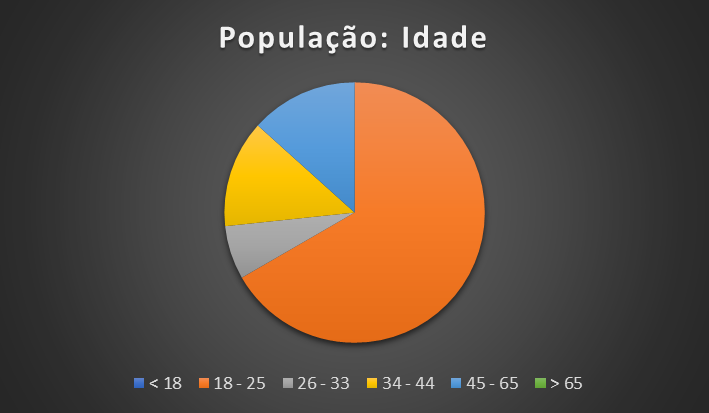 População: Idade
< 18 18 - 25 26 - 33 34 - 44 45 - 65 > 65